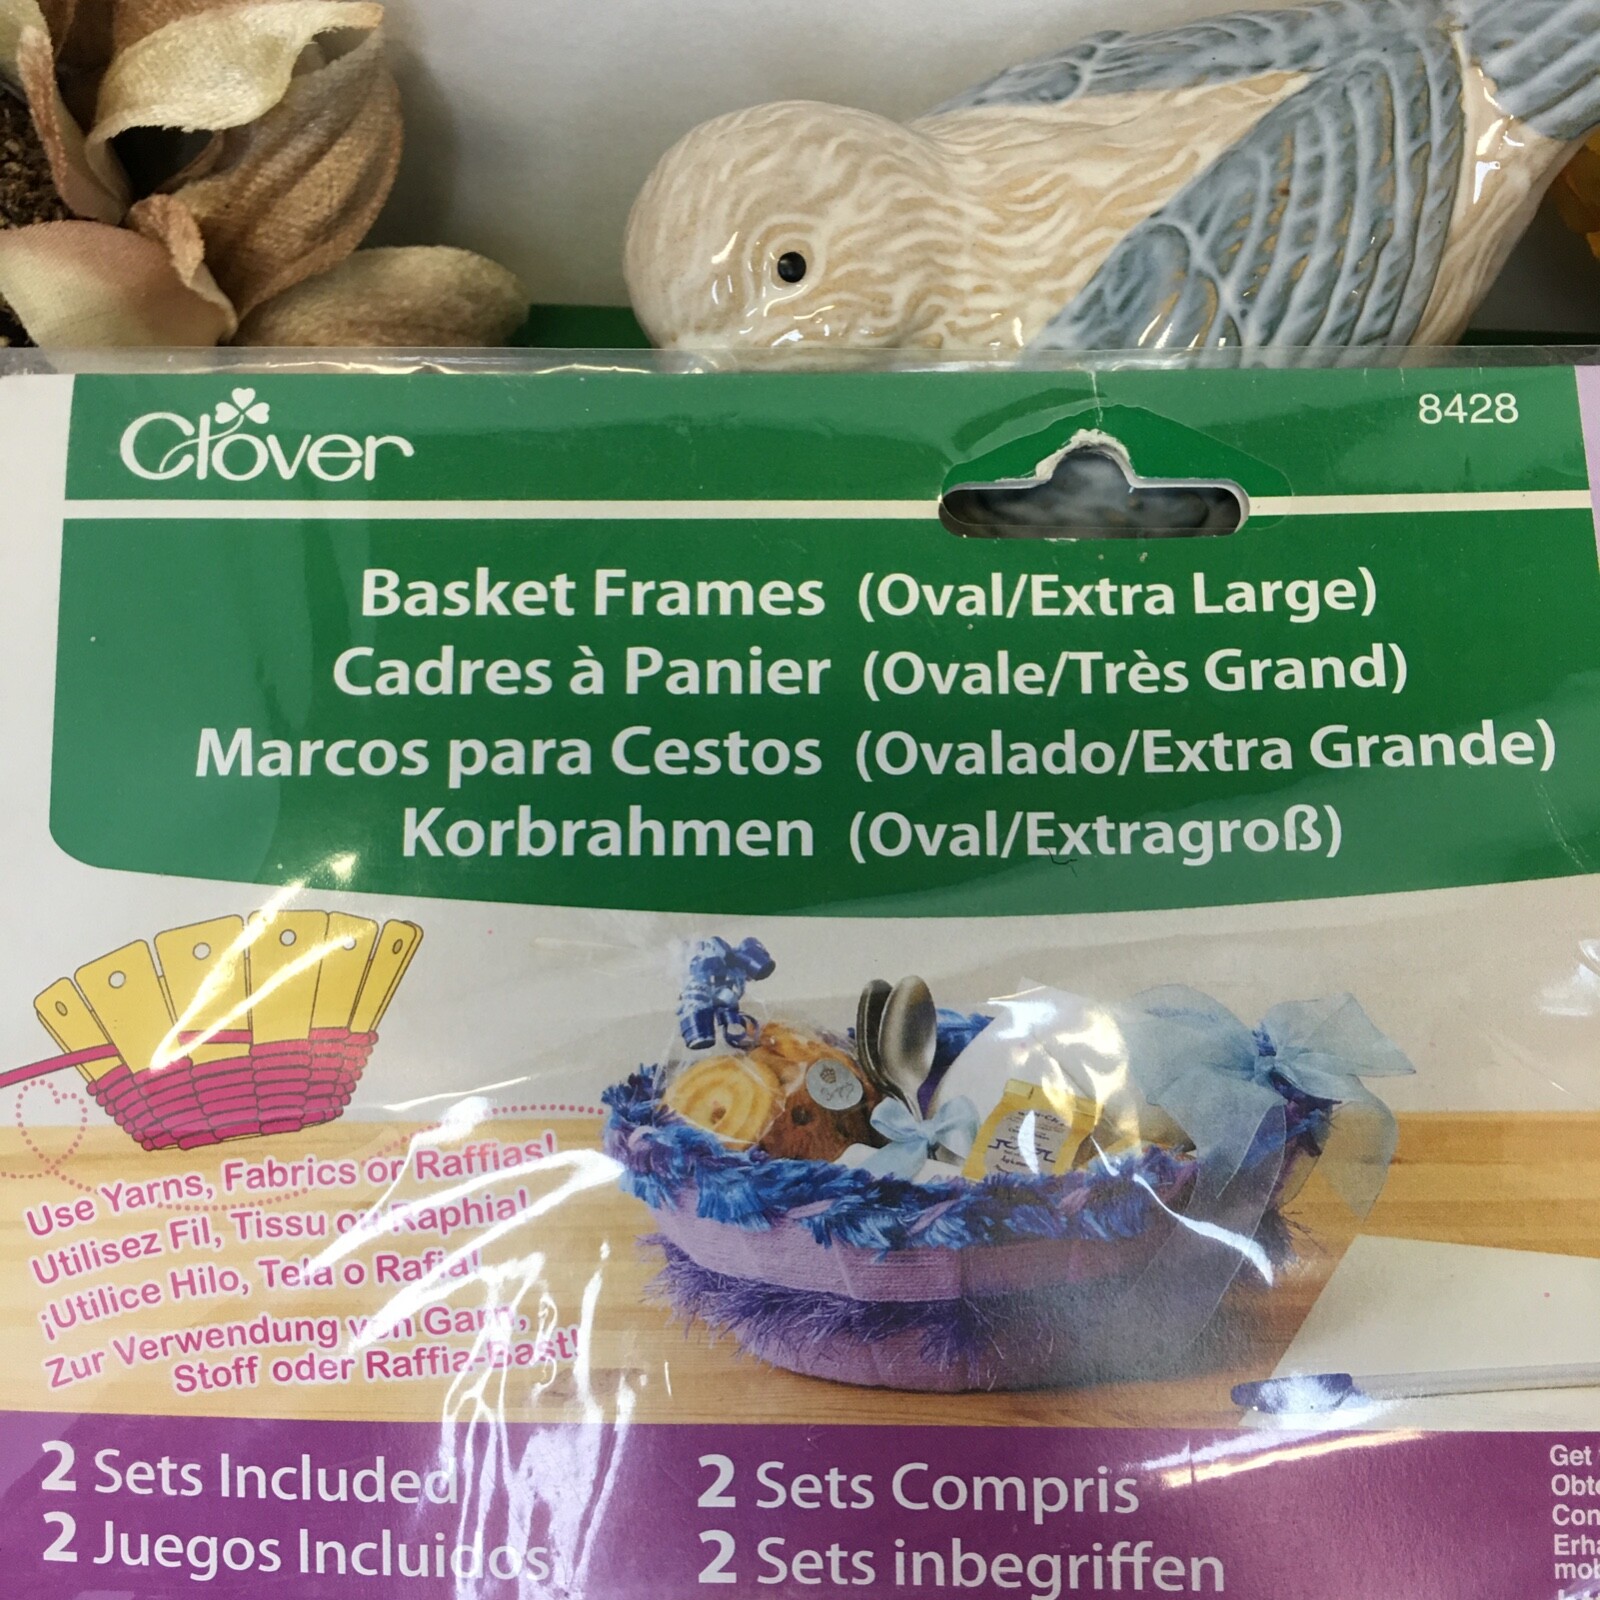 Clover
8428
Basket Frames (Oval/Extra Large)
Cadres à Panier (Ovale/Très Grand)
Marcos para Cestos (Ovalado/Extra Grande)
Korbrahmen (Oval/Extragroß)
Use Yarns, Fabrics or Raffias!
Utilisez Fil, Tissu ou Raphia!
¡Utilice Hilo, Tela o Rafia!
Zur Verwendung von Garn,
Stoff oder Raffia-Bast!
2 Sets Included
2 Juegos Incluidos
2 Sets Compris
2 Sets inbegriffen
Get